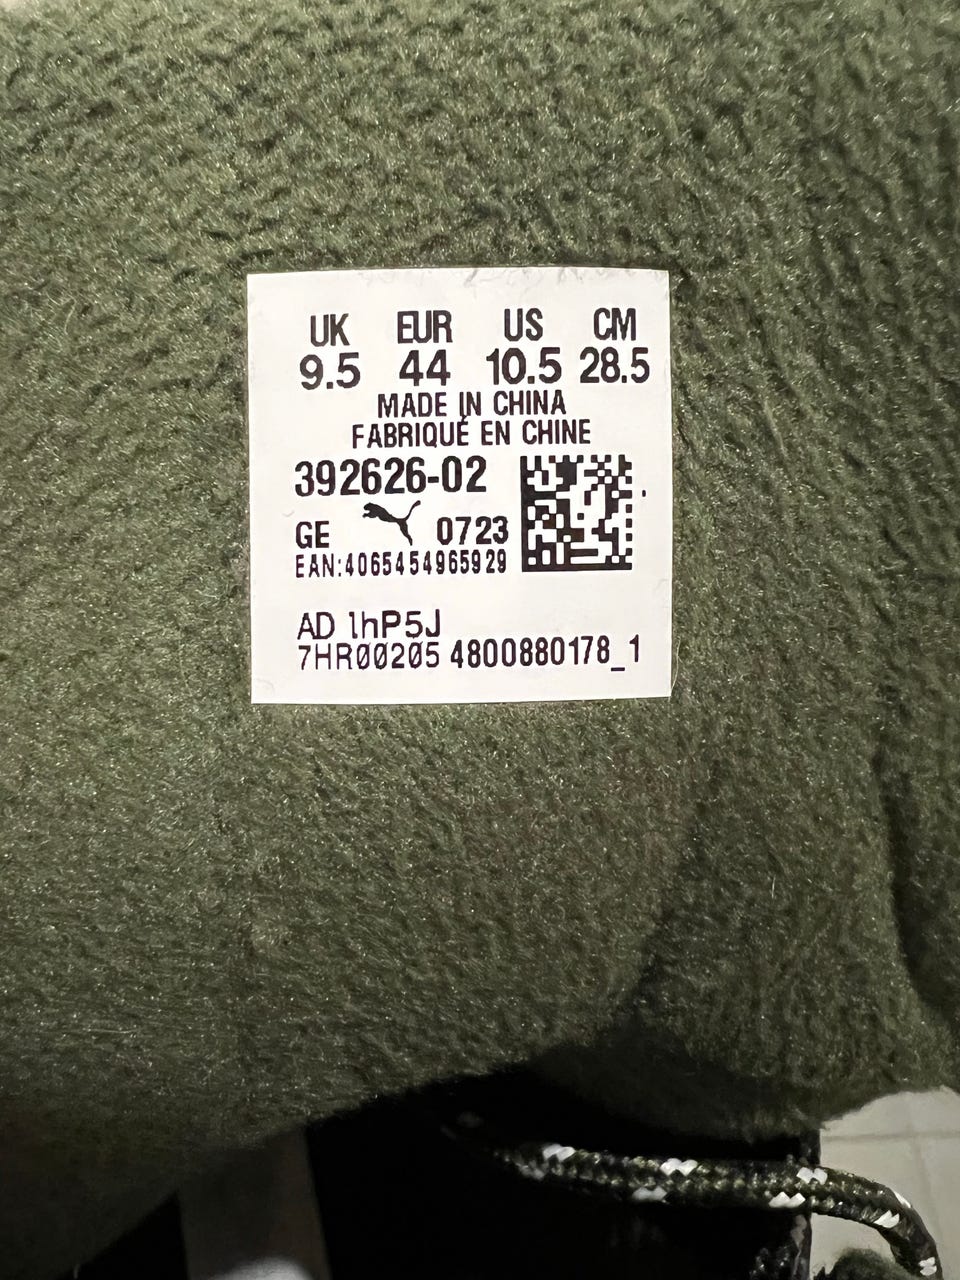 UK EUR US CM
9.5 44 10.5 28.5
MADE IN CHINA
FABRIQUÉ EN CHINE
392626-02
GE 0723
EAN:4065454965929
AD lhP5J
7HR00205 4800880178_1